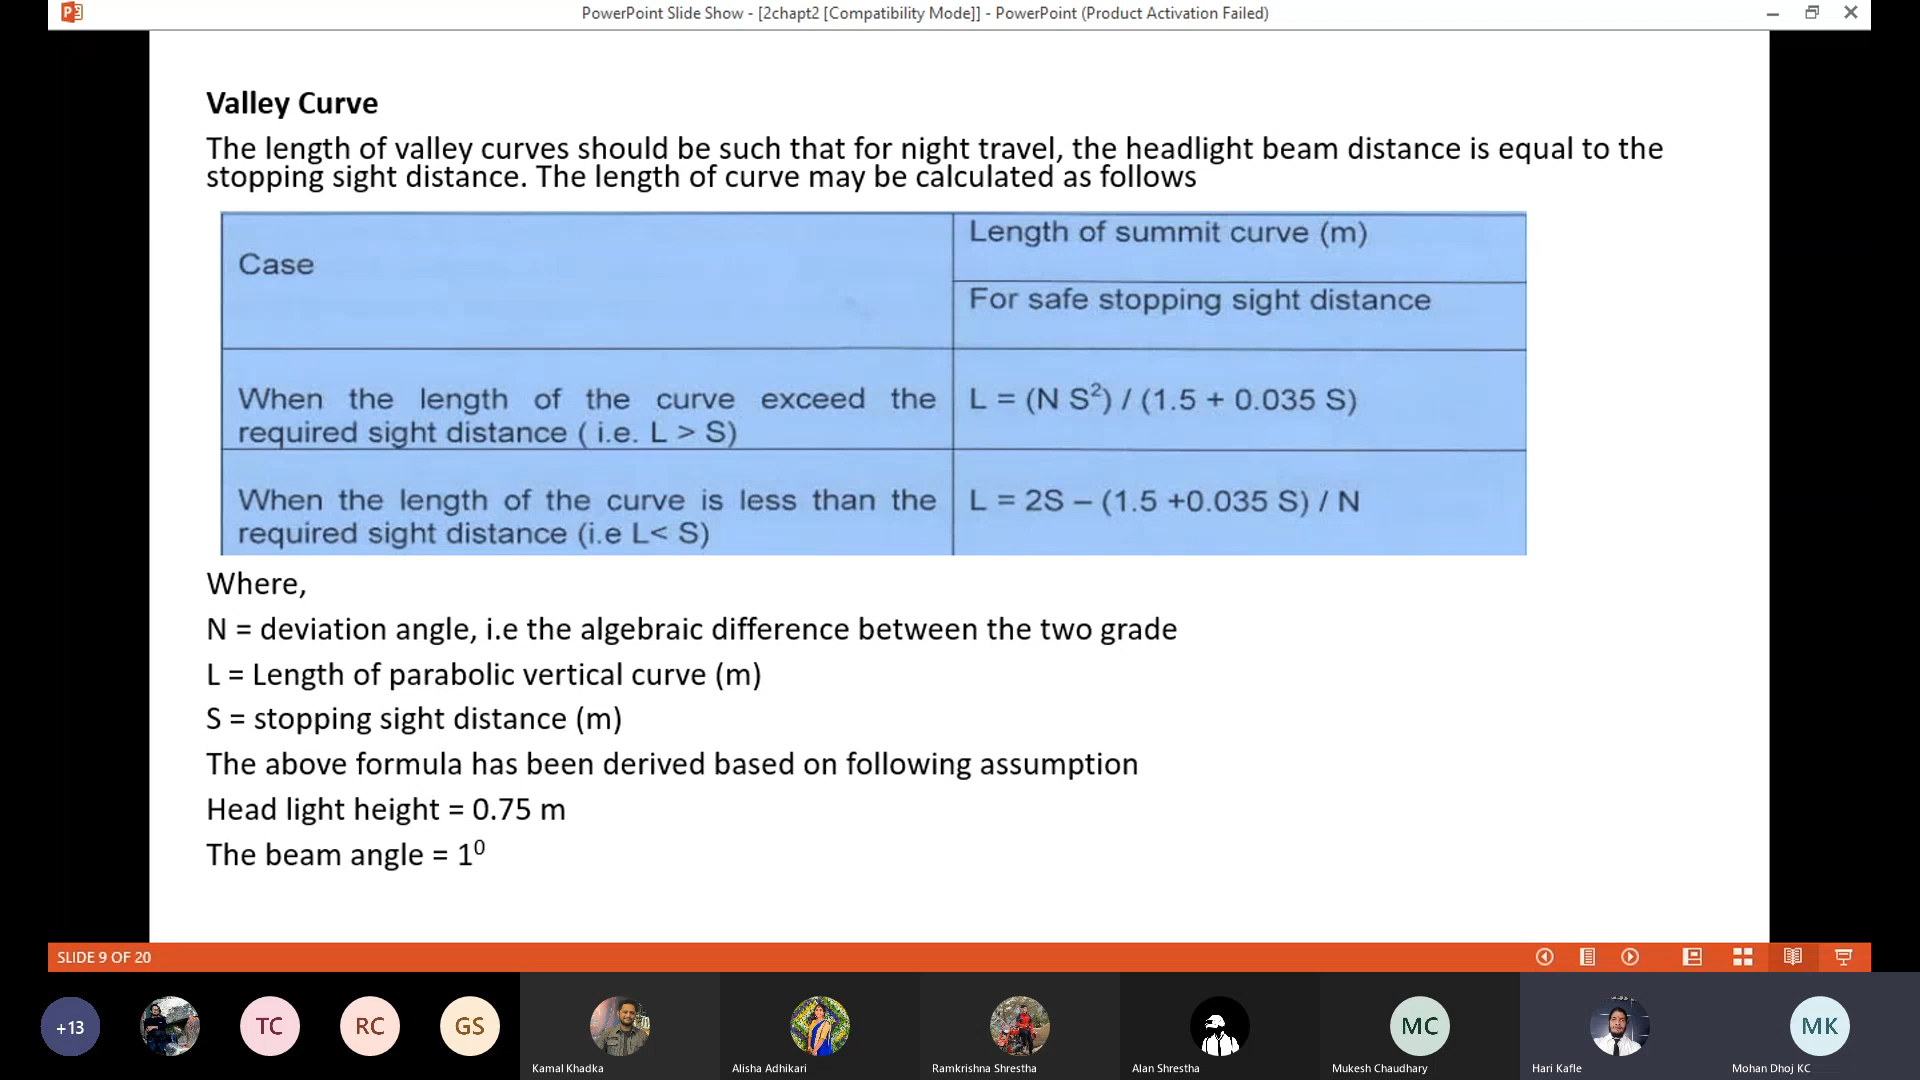 PowerPoint Slide Show - [2chapt2 [Compatibility Mode]] - PowerPoint (Product Activation Failed)
Valley Curve
The length of valley curves should be such that for night travel, the headlight beam distance is equal to the
stopping sight distance. The length of curve may be calculated as follows
Case
Length of summit curve (m)
For safe stopping sight distance
When the length of the curve exceed the
required sight distance ( i.e. L > S)
L = (N S²) / (1.5 + 0.035 S)
When the length of the curve is less than the
required sight distance (i.e L< S)
L = 2S – (1.5 +0.035 S) / N
Where,
N = deviation angle, i.e the algebraic difference between the two grade
L = Length of parabolic vertical curve (m)
S = stopping sight distance (m)
The above formula has been derived based on following assumption
Head light height = 0.75 m
The beam angle = 1⁰
SLIDE 9 OF 20
+13
TC
RC
GS
MC
MK
Kamal Khadka
Alisha Adhikari
Ramkrishna Shrestha
Alan Shrestha
Mukesh Chaudhary
Hari Kafle
Mohan Dhoj KC